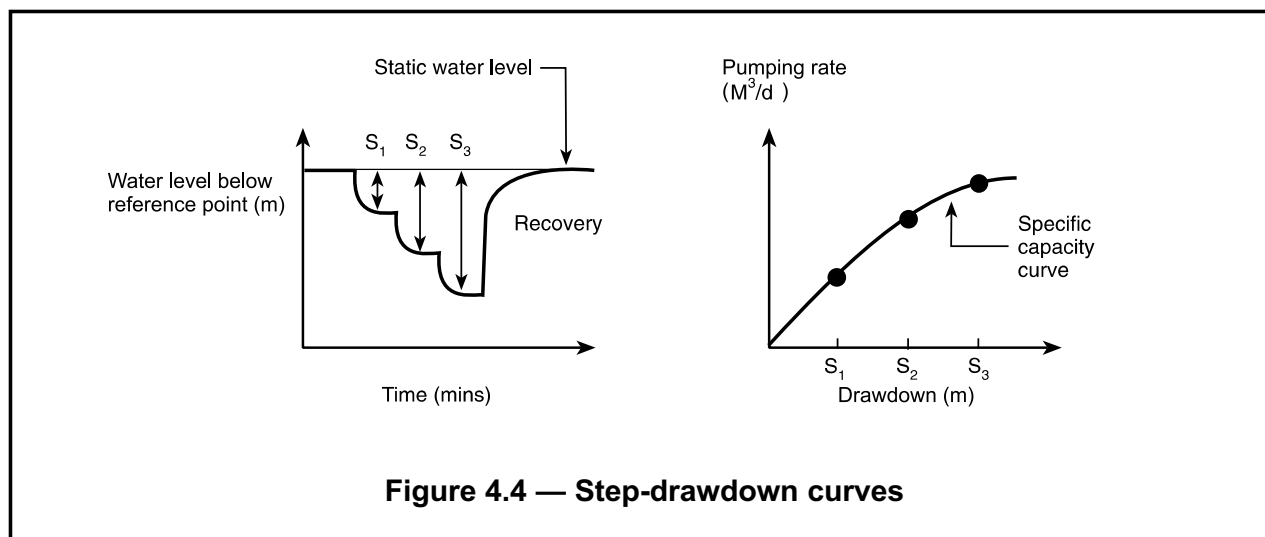 Static water level
S1 S2 S3
Water level below
reference point (m)
Recovery
Time (mins)
Pumping rate
(M³/d )
Specific
capacity
curve
S1 S2 S3
Drawdown (m)
Figure 4.4 — Step-drawdown curves